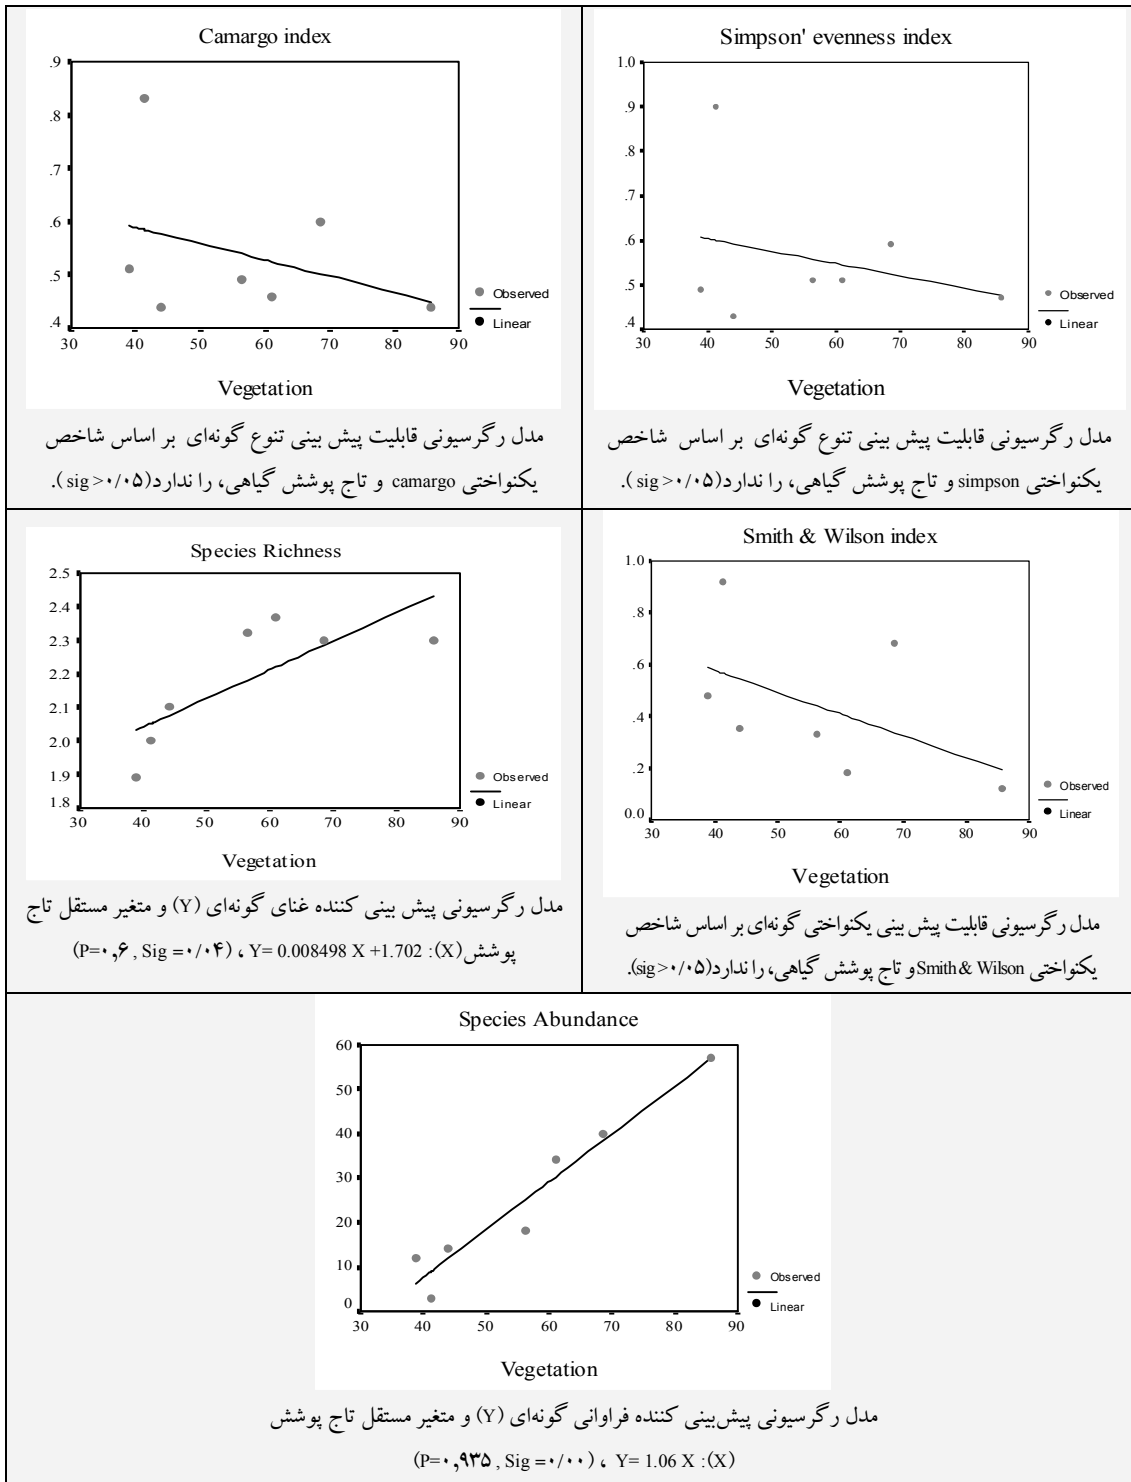 Camargo index
.9
.8
.7
.6
.5
.4
30 40 50 60 70 80 90
Observed
Linear
Vegetation
مدل رگرسیونی قابلیت پیش بینی تنوع گونه‌ای بر اساس شاخص
یکنواختی camargo و تاج پوشش گیاهی، را ندارد(sig >۰/۰۵ ).
Simpson' evenness index
1.0
.9
.8
.7
.6
.5
.4
30 40 50 60 70 80 90
Observed
Linear
Vegetation
مدل رگرسیونی قابلیت پیش بینی تنوع گونه‌ای بر اساس شاخص
یکنواختی simpson و تاج پوشش گیاهی، را ندارد(sig >۰/۰۵ ).
Species Richness
2.5
2.4
2.3
2.2
2.1
2.0
1.9
1.8
30 40 50 60 70 80 90
Observed
Linear
Vegetation
مدل رگرسیونی پیش بینی کننده غنای گونه‌ای (Y) و متغیر مستقل تاج
پوشش(X): Y= 0.008498 X +1.702 ، (P=۰,۶ , Sig =۰/۰۴)
Smith & Wilson index
1.0
.8
.6
.4
.2
0.0
30 40 50 60 70 80 90
Observed
Linear
Vegetation
مدل رگرسیونی قابلیت پیش بینی یکنواختی گونه‌ای بر اساس شاخص
یکنواختی Smith & Wilson و تاج پوشش گیاهی، را ندارد(sig >۰/۰۵).
Species Abundance
60
50
40
30
20
10
0
30 40 50 60 70 80 90
Observed
Linear
Vegetation
مدل رگرسیونی پیش‌بینی کننده فراوانی گونه‌ای (Y) و متغیر مستقل تاج پوشش
(X): Y= 1.06 X ، (P=۰,۹۳۵ , Sig =۰/۰۰)